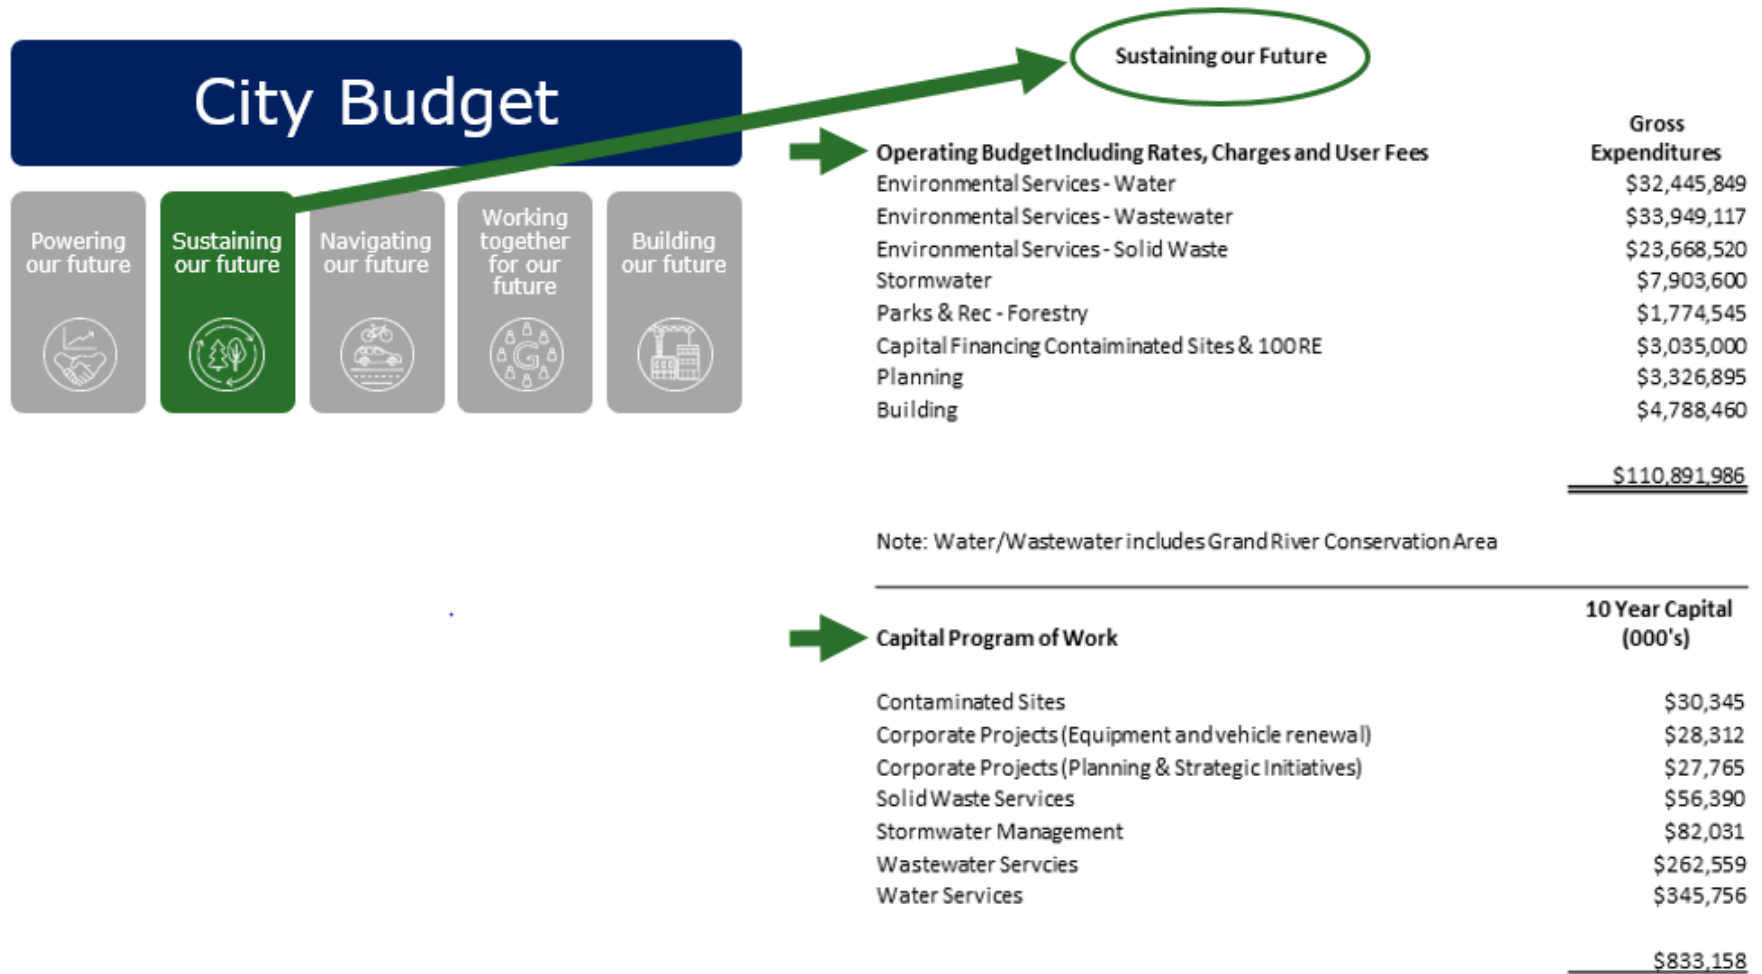 City Budget
Powering
our future
Sustaining
our future
Navigating
our future
Working
together
for our
future
G
Building
our future
Sustaining our Future
Gross
Operating Budget Including Rates, Charges and User Fees Expenditures
Environmental Services - Water $32,445,849
Environmental Services - Wastewater $33,949,117
Environmental Services - Solid Waste $23,668,520
Stormwater $7,903,600
Parks & Rec - Forestry $1,774,545
Capital Financing Contaiminated Sites & 100RE $3,035,000
Planning $3,326,895
Building $4,788,460
$110,891,986
Note: Water/Wastewater includes Grand River Conservation Area
10 Year Capital
Capital Program of Work (000's)
Contaminated Sites $30,345
Corporate Projects (Equipment and vehicle renewal) $28,312
Corporate Projects (Planning & Strategic Initiatives) $27,765
Solid Waste Services $56,390
Stormwater Management $82,031
Wastewater Servcies $262,559
Water Services $345,756
$833,158